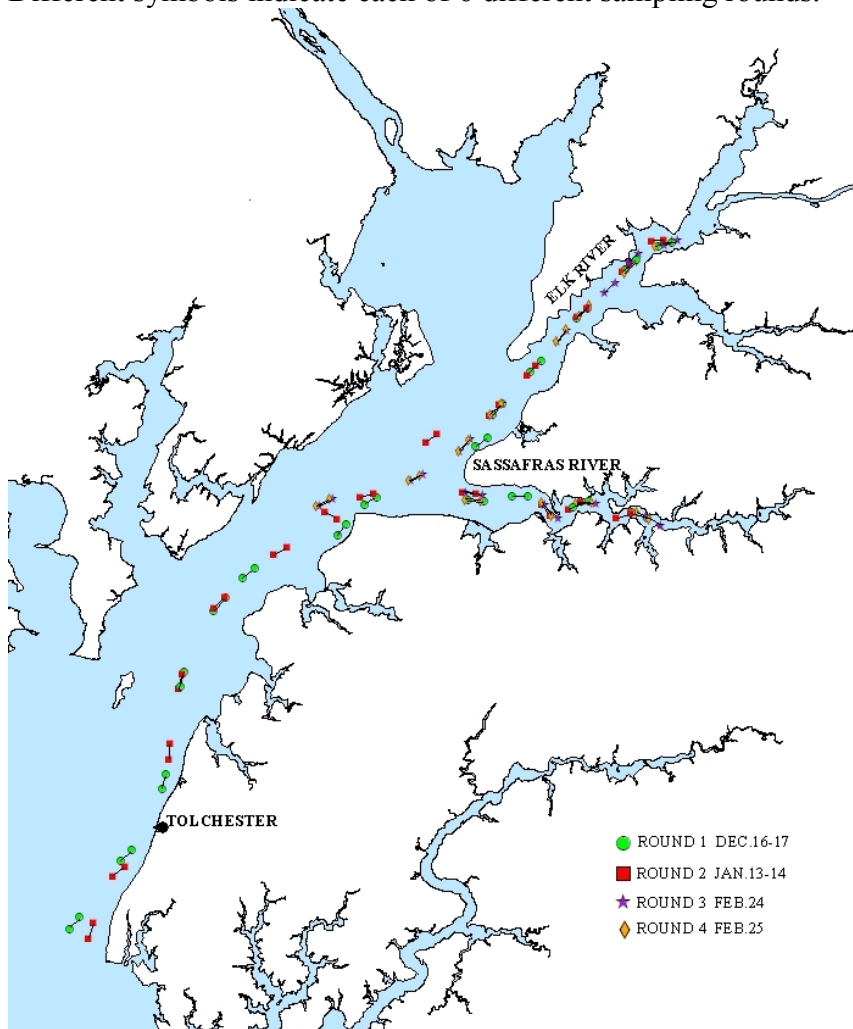 Different symbols indicate each of 6 different sampling rounds.
ELK RIVER
SASSAFRAS RIVER
TOLCHESTER
ROUND 1 DEC.16-17
ROUND 2 JAN.13-14
ROUND 3 FEB.24
ROUND 4 FEB.25